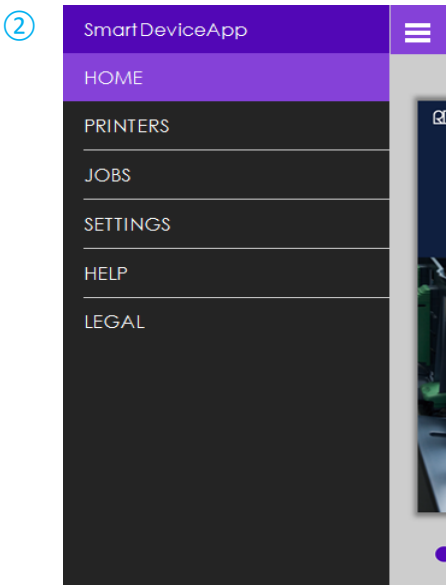 ②
SmartDeviceApp
HOME
PRINTERS
JOBS
SETTINGS
HELP
LEGAL